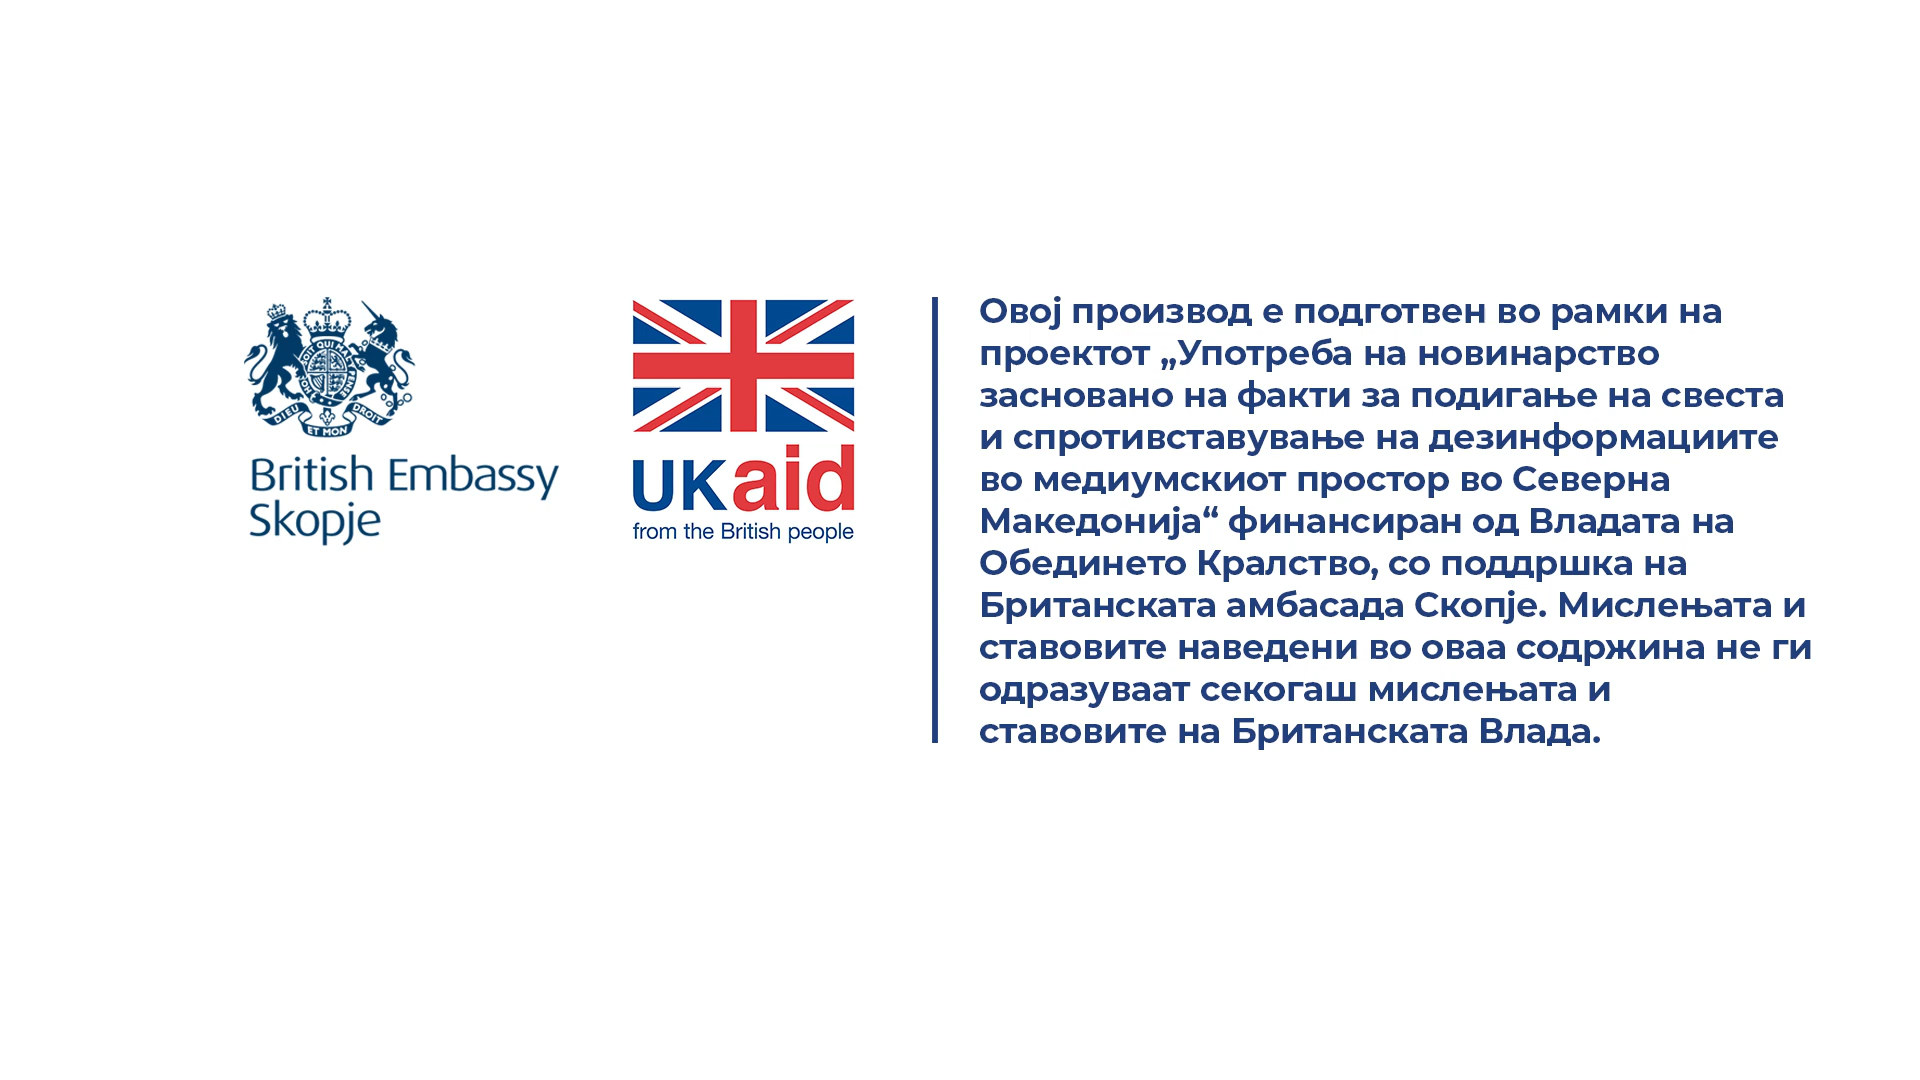 SOIT QUI MAL
DIEU ET MON DROIT
British Embassy
Skopje
UKaid
from the British people
Овој производ е подготвен во рамки на
проектот „Употреба на новинарство
засновано на факти за подигање на свеста
и спротивставување на дезинформациите
во медиумскиот простор во Северна
Македонија“ финансиран од Владата на
Обединето Кралство, со поддршка на
Британската амбасада Скопје. Мислењата и
ставовите наведени во оваа содржина не ги
одразуваат секогаш мислењата и
ставовите на Британската Влада.